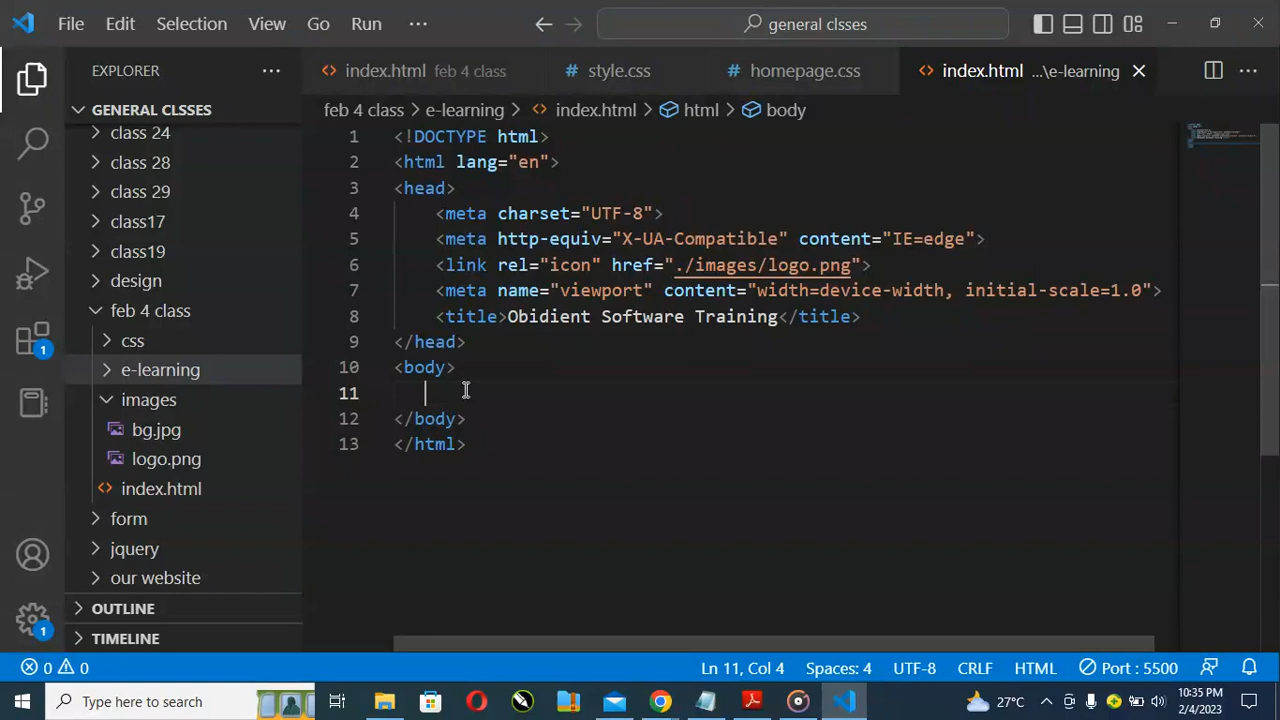 File Edit Selection View Go Run ··· general clsses
EXPLORER ···
GENERAL CLSSES
class 24
class 28
class 29
class17
class19
design
feb 4 class
css
e-learning
images
bg.jpg
logo.png
index.html
form
jquery
our website
OUTLINE
TIMELINE
1
1
index.html feb 4 class # style.css # homepage.css index.html ...\e-learning
feb 4 class > e-learning > index.html > html > body
1 <!DOCTYPE html>
2 <html lang="en">
3 <head>
4 <meta charset="UTF-8">
5 <meta http-equiv="X-UA-Compatible" content="IE=edge">
6 <link rel="icon" href="./images/logo.png">
7 <meta name="viewport" content="width=device-width, initial-scale=1.0">
8 <title>Obidient Software Training</title>
9 </head>
10 <body>
11
12 </body>
13 </html>
0 0 Ln 11, Col 4 Spaces: 4 UTF-8 CRLF HTML Port : 5500
Type here to search 27°C 10:35 PM
2/4/2023